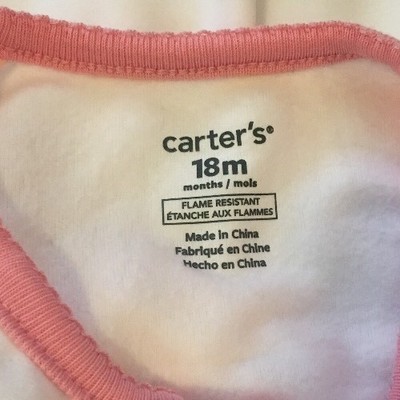 carter's®
18m
months / mois
FLAME RESISTANT
ÉTANCHE AUX FLAMMES
Made in China
Fabriqué en Chine
Hecho en China